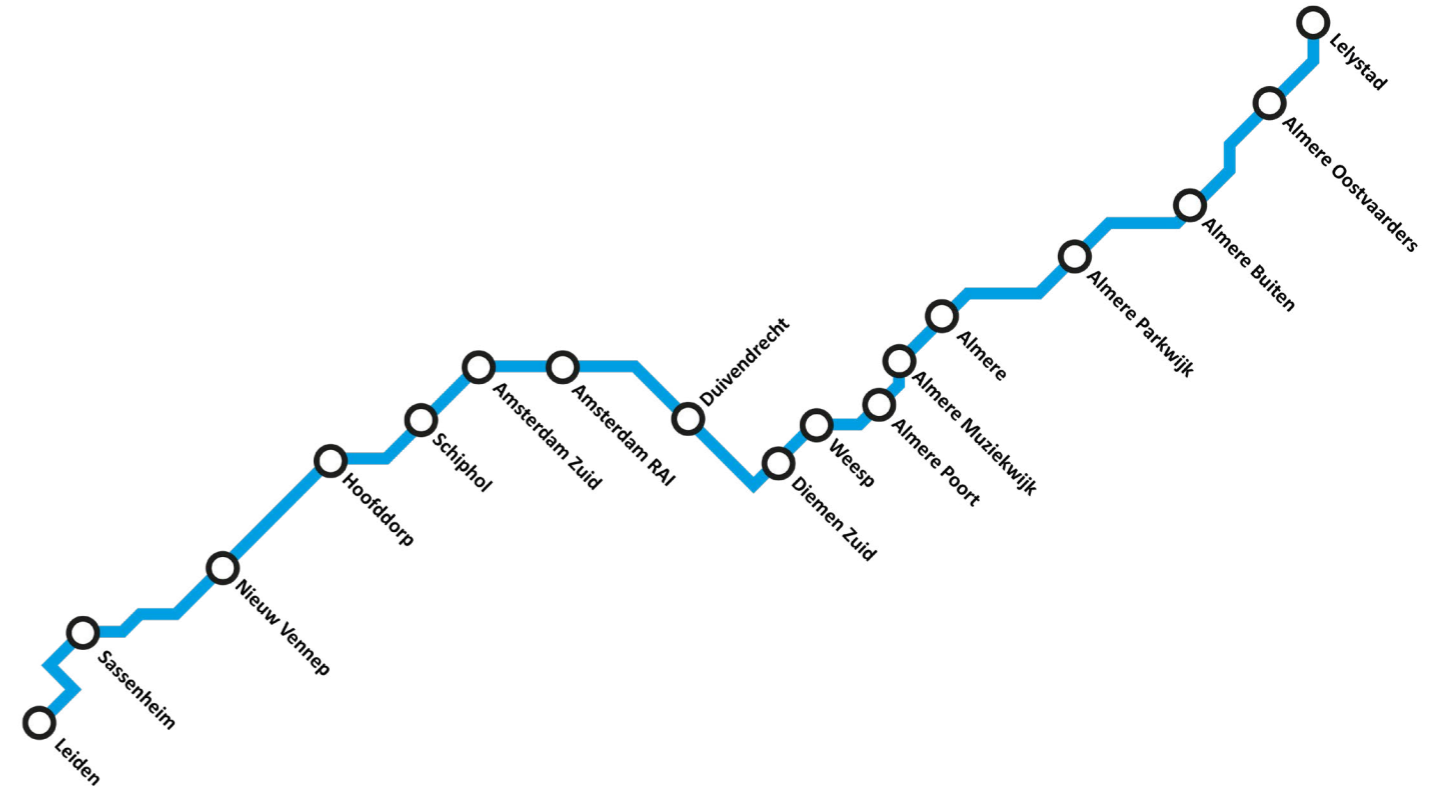 Lelystad
Almere Oostvaarders
Almere Buiten
Almere Parkwijk
Almere
Almere Muziekwijk
Almere Poort
Weesp
Diemen Zuid
Duivendrecht
Amsterdam RAI
Amsterdam Zuid
Schiphol
Hoofddorp
Nieuw Vennep
Sassenheim
Leiden